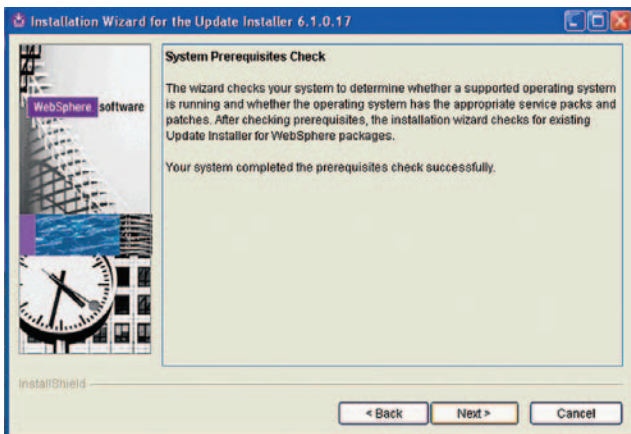 Installation Wizard for the Update Installer 6.1.0.17
System Prerequisites Check
The wizard checks your system to determine whether a supported operating system
is running and whether the operating system has the appropriate service packs and
patches. After checking prerequisites, the installation wizard checks for existing
Update Installer for WebSphere packages.
Your system completed the prerequisites check successfully.
WebSphere. software
InstallShield
< Back
Next >
Cancel